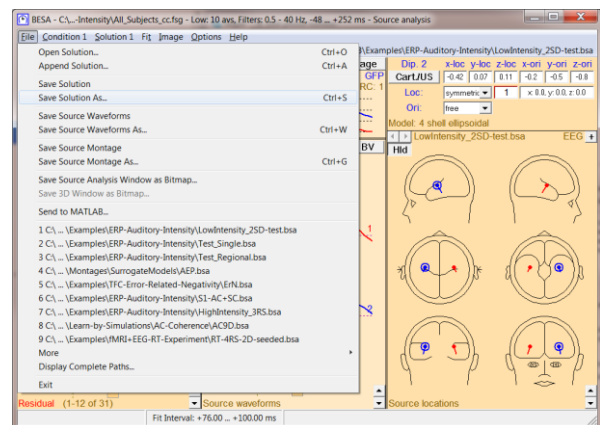 BESA - C:\...-Intensity\All_Subjects_cc.fsg - Low: 10 avs, Filters: 0.5 - 40 Hz, -48 ... +252 ms - Source analysis
File Condition 1 Solution 1 Fit Image Options Help
Open Solution... Ctrl+O
Append Solution... Ctrl+A
Save Solution
Save Solution As... Ctrl+S
Save Source Waveforms
Save Source Waveforms As... Ctrl+W
Save Source Montage
Save Source Montage As... Ctrl+G
Save Source Analysis Window as Bitmap...
Save 3D Window as Bitmap...
Send to MATLAB...
1 C:\ ... \Examples\ERP-Auditory-Intensity\LowIntensity_2SD-test.bsa
2 C:\ ... \Examples\ERP-Auditory-Intensity\Test_Single.bsa
3 C:\ ... \Examples\ERP-Auditory-Intensity\Test_Regional.bsa
4 C:\ ... \Montages\SurrogateModels\AEP.bsa
5 C:\ ... \Examples\TFC-Error-Related-Negativity\ErN.bsa
6 C:\ ... \Examples\ERP-Auditory-Intensity\S1-AC+SC.bsa
7 C:\ ... \Examples\ERP-Auditory-Intensity\HighIntensity_3RS.bsa
8 C:\ ... \Learn-by-Simulations\AC-Coherence\AC9D.bsa
9 C:\ ... \Examples\fMRI+EEG-RT-Experiment\RT-4RS-2D-seeded.bsa
More
Display Complete Paths...
Exit
\Examples\ERP-Auditory-Intensity\LowIntensity_2SD-test.bsa
age
GFP
RC: 1
BV
1
2
Dip. 2 x-loc y-loc z-loc x-ori y-ori z-ori
Cart./US -0.42 0.07 0.11 -0.2 -0.5 -0.8
Loc: symmetric 1 x: 0.0, y: 0.0, z: 0.0
Ori: free
Model: 4 shell ellipsoidal
LowIntensity_2SD-test.bsa EEG +
Hld
Residual (1-12 of 31) Source waveforms Source locations
Fit Interval: +76.00 ... +100.00 ms